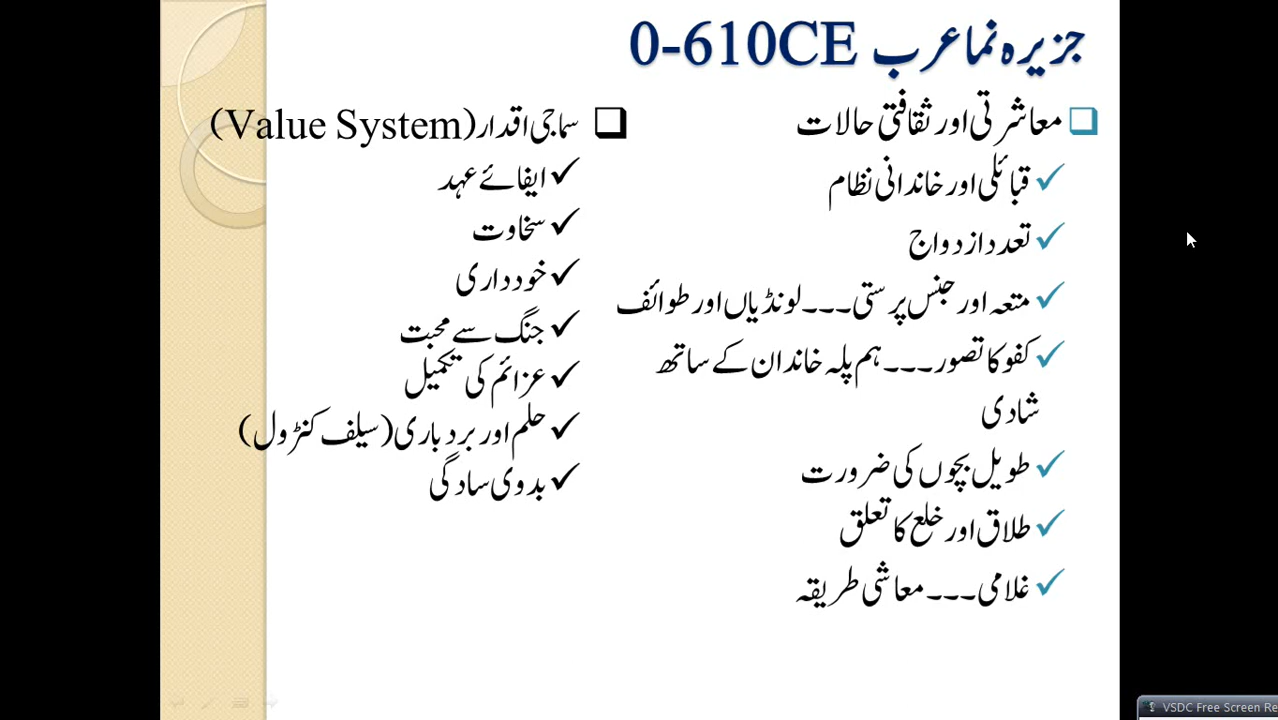 جزیرہ نما عرب 0-610CE
معاشرتی اور ثقافتی حالات
قبائلی اور خاندانی نظام
تعدد ازدواج
متعہ اور جنس پرستی۔۔۔لونڈیاں اور طوائف
کفو کا تصور۔۔۔ہم پلہ خاندان کے ساتھ
شادی
طویل بچوں کی ضرورت
طلاق اور خلع کا تعلق
غلامی۔۔۔معاشی طریقہ
سماجی اقدار(Value System)
ایفائے عہد
سخاوت
خود داری
جنگ سے محبت
عزائم کی تکمیل
حلم اور بردباری(سیلف کنٹرول)
بدوی سادگی
VSDC Free Screen Re